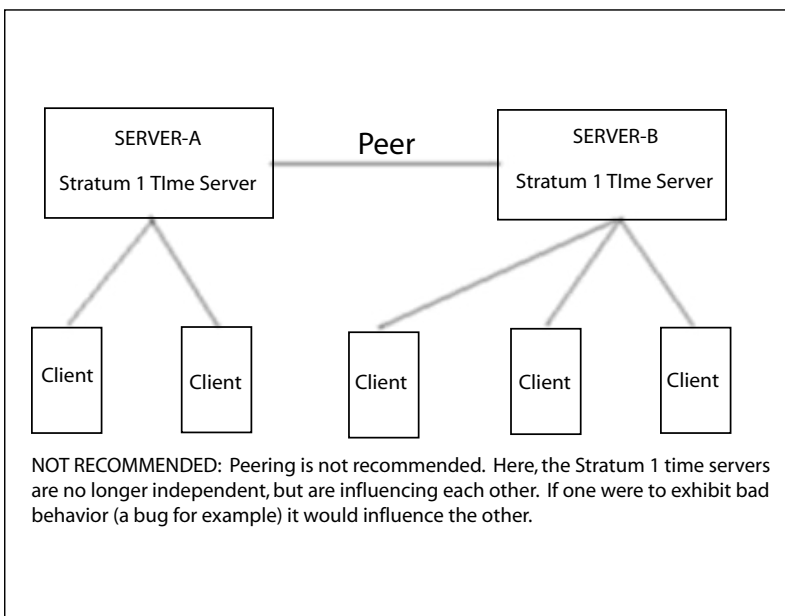 SERVER-A
Stratum 1 TIme Server
Peer
SERVER-B
Stratum 1 TIme Server
Client
Client
Client
Client
Client
NOT RECOMMENDED: Peering is not recommended. Here, the Stratum 1 time servers
are no longer independent, but are influencing each other. If one were to exhibit bad
behavior (a bug for example) it would influence the other.